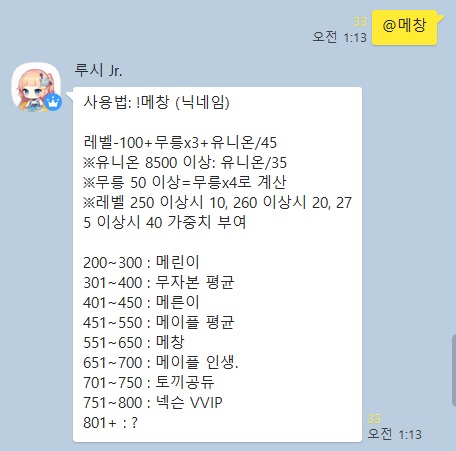 33
@메창
오전 1:13
루시 Jr.
사용법: !메창 (닉네임)
레벨-100+무릉x3+유니온/45
※유니온 8500 이상: 유니온/35
※무릉 50 이상=무릉x4로 계산
※레벨 250 이상시 10, 260 이상시 20, 27
5 이상시 40 가중치 부여
200~300 : 메린이
301~400 : 무자본 평균
401~450 : 메른이
451~550 : 메이플 평균
551~650 : 메창
651~700 : 메이플 인생.
701~750 : 토끼공듀
751~800 : 넥슨 VVIP
801+ : ?
33
오전 1:13